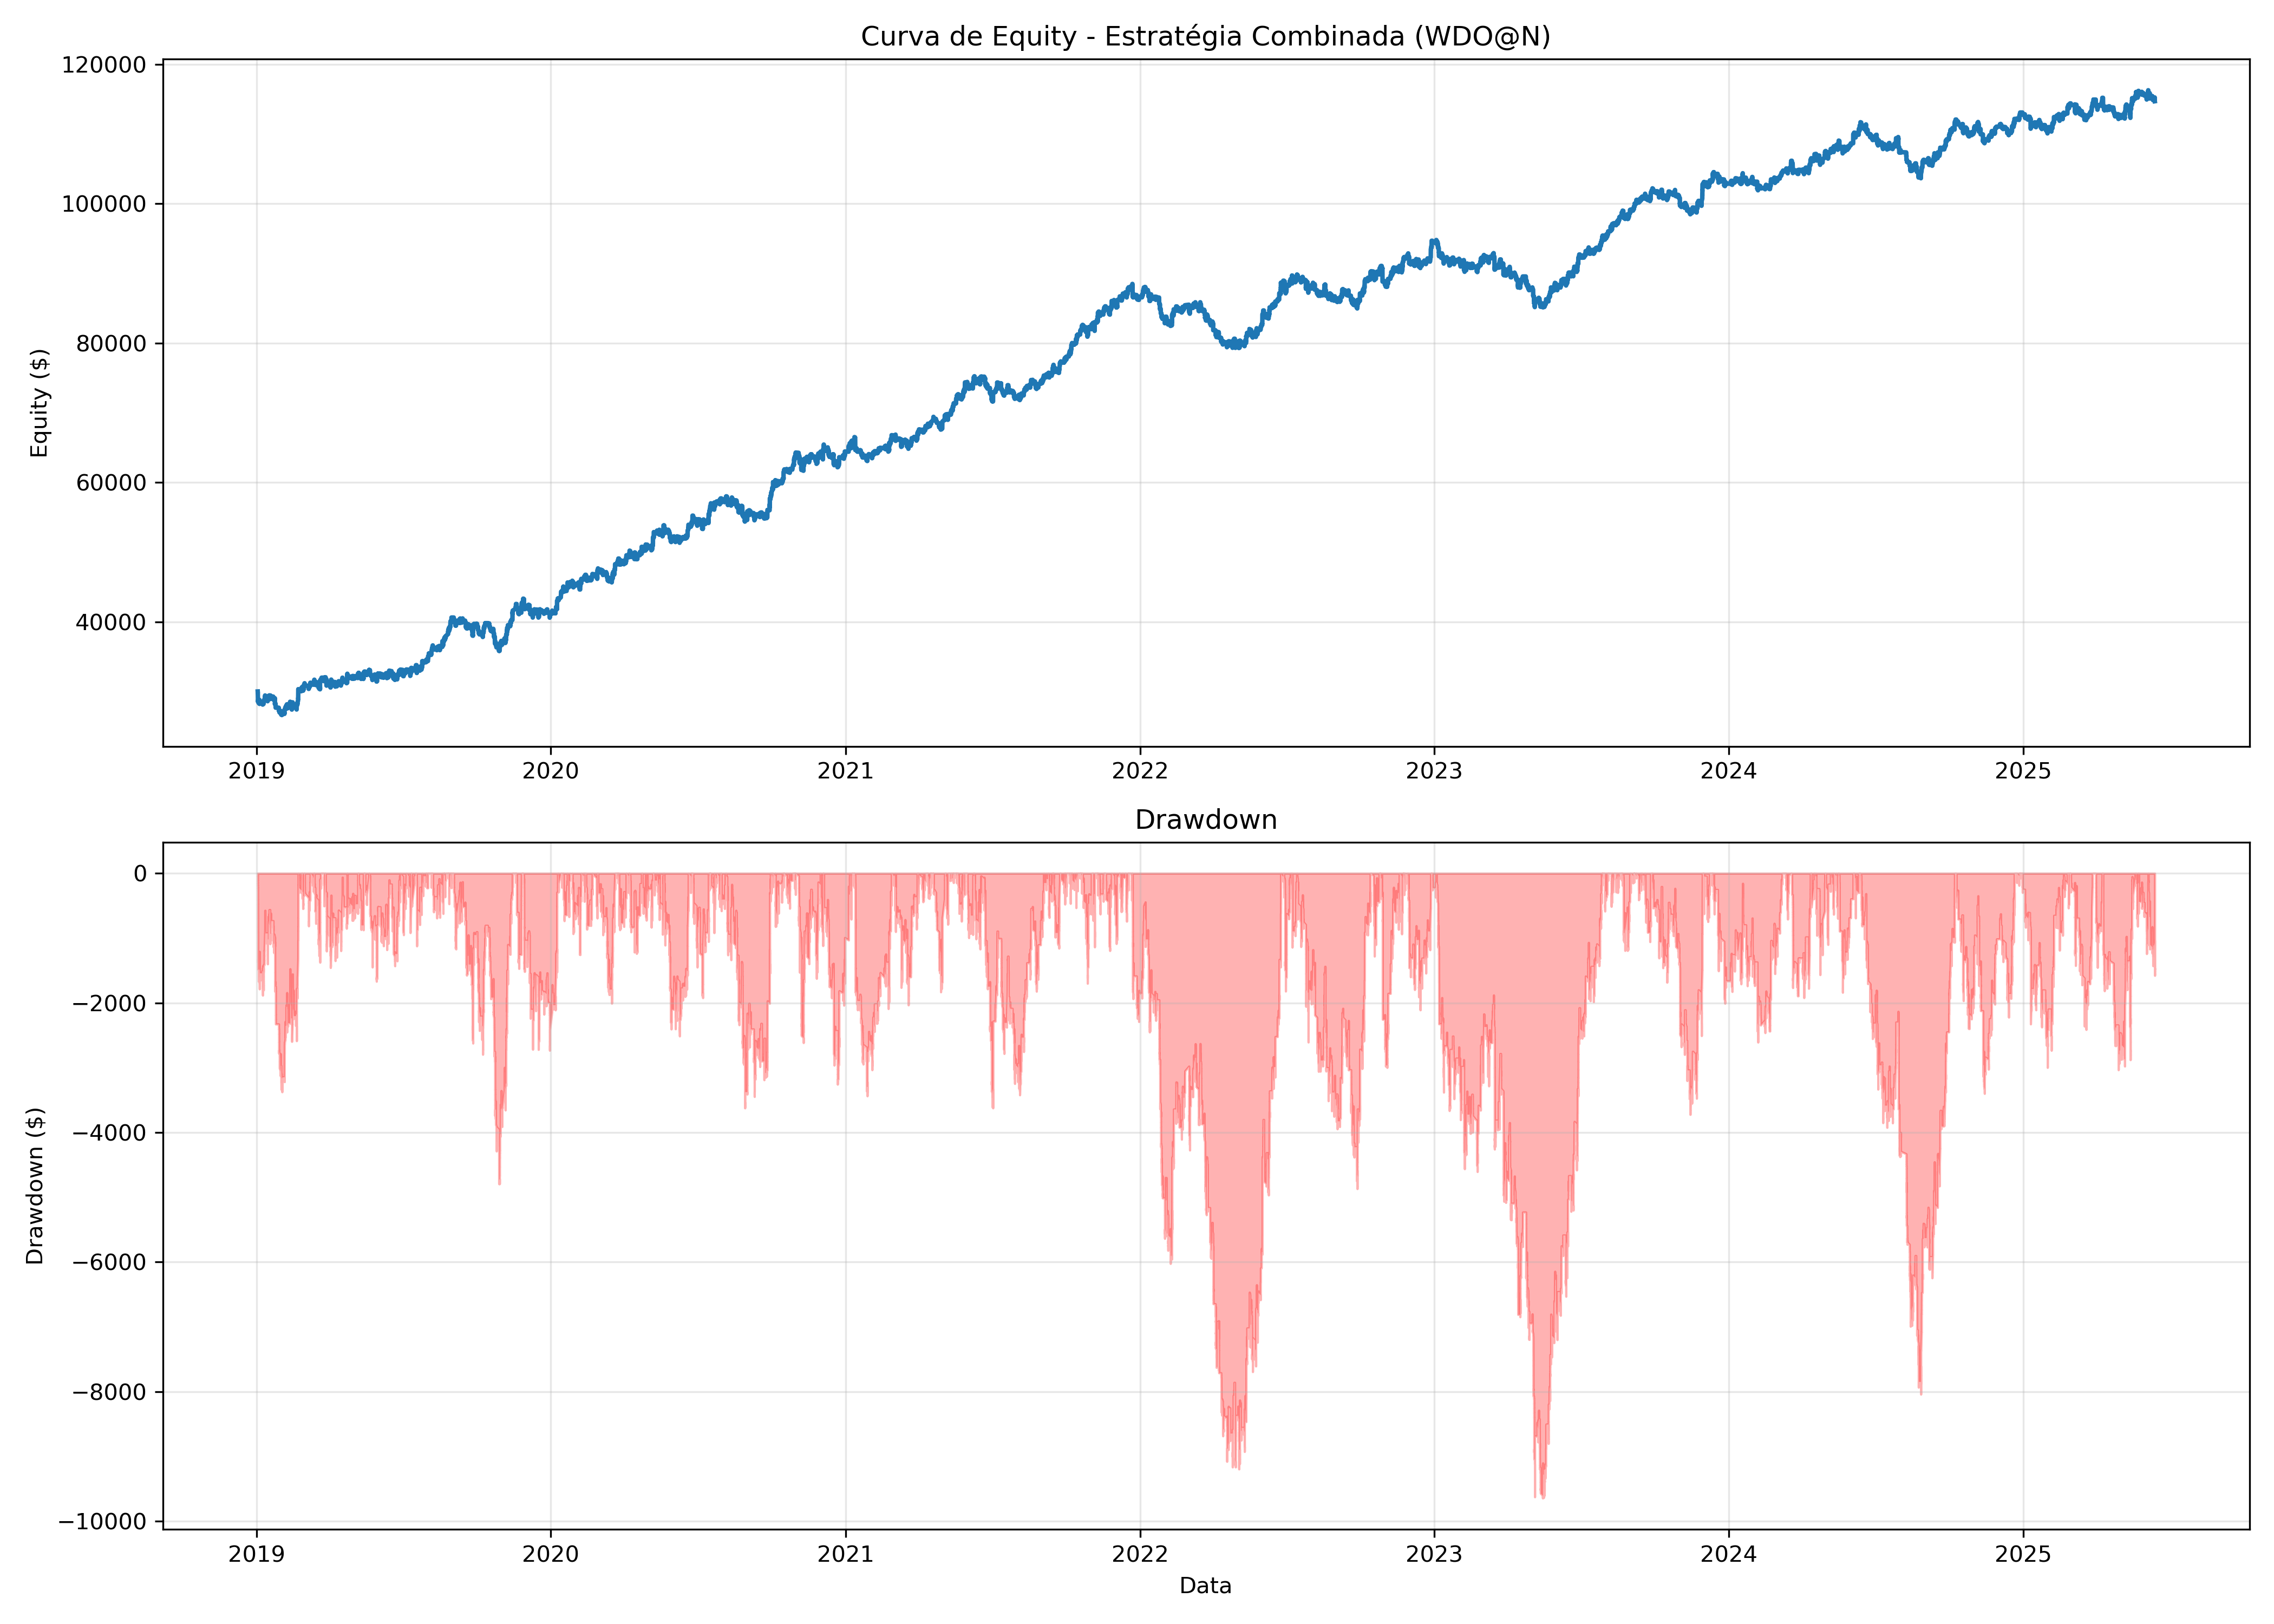 Curva de Equity - Estratégia Combinada (WDO@N)
120000
100000
80000
60000
40000
Equity ($)
2019 2020 2021 2022 2023 2024 2025
Drawdown
0
−2000
−4000
−6000
−8000
−10000
Drawdown ($)
2019 2020 2021 2022 2023 2024 2025
Data